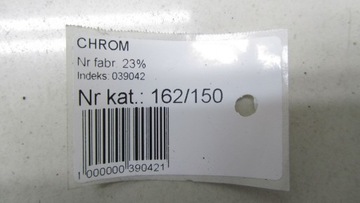 CHROM
Nr fabr. 23%
Indeks: 039042
Nr kat.: 162/150
1 000000 390421